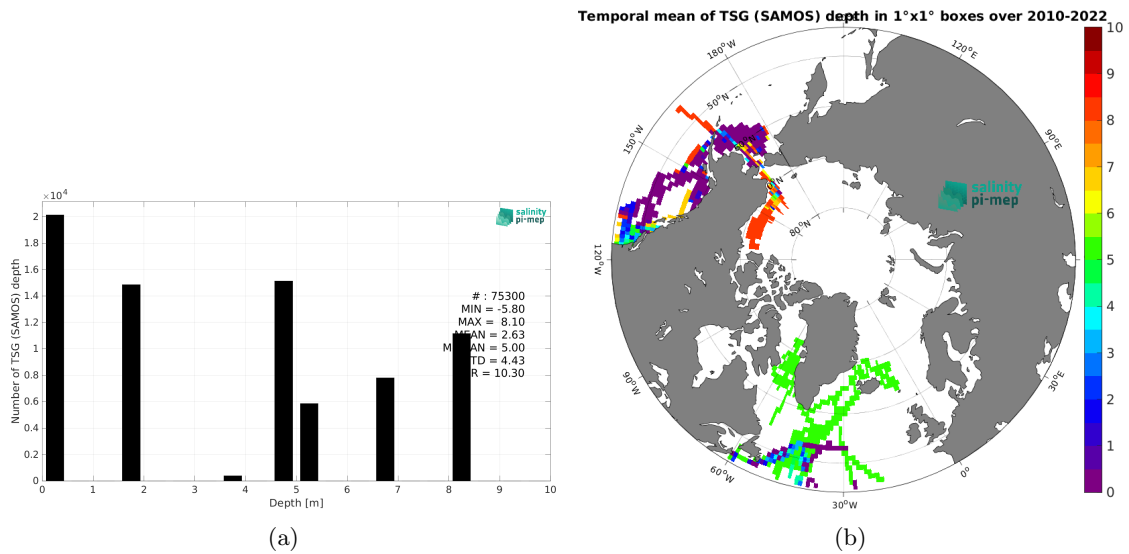 Temporal mean of TSG (SAMOS) depth in 1°x1° boxes over 2010-2022
×10⁴
2
1.8
1.6
1.4
1.2
1
0.8
0.6
0.4
0.2
0
Number of TSG (SAMOS) depth
salinity
pi-mep
# : 75300
MIN = -5.80
MAX = 8.10
MEAN = 2.63
= 5.00
TD = 4.43
R = 10.30
0 1 2 3 4 5 6 7 8 9 10
Depth [m]
(a)
180°W
120°E
150°W
50°N
90°E
80°N
120°W
90°W
30°E
60°W
0°
30°W
salinity
pi-mep
10
9
8
7
6
5
4
3
2
1
0
(b)